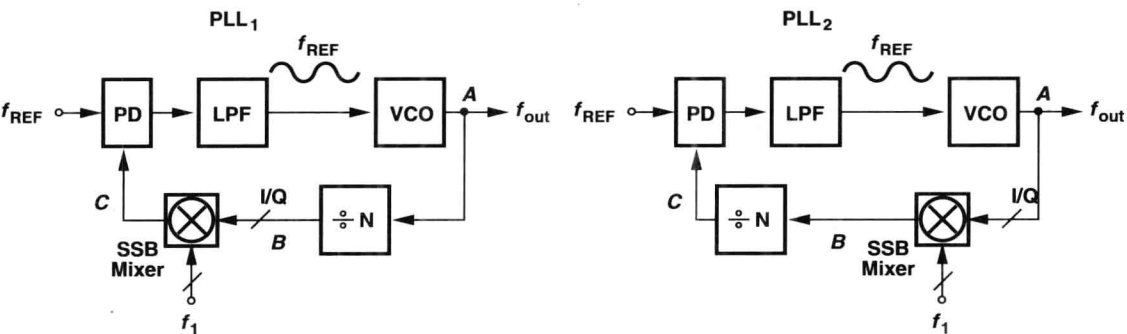 PLL1
fREF
fREF
PD
LPF
VCO
A
fout
C
I/Q
B
÷ N
SSB
Mixer
f1
PLL2
fREF
fREF
PD
LPF
VCO
A
fout
C
÷ N
B
I/Q
SSB
Mixer
f1